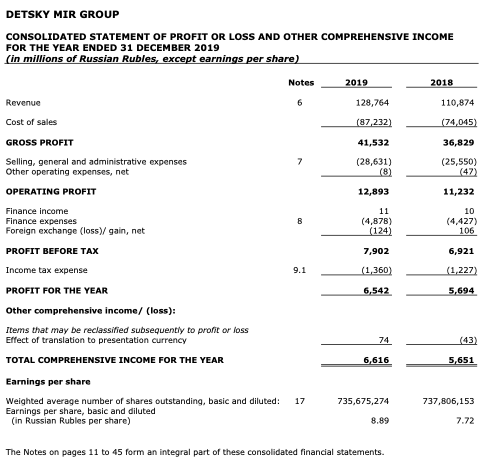 DETSKY MIR GROUP
CONSOLIDATED STATEMENT OF PROFIT OR LOSS AND OTHER COMPREHENSIVE INCOME
FOR THE YEAR ENDED 31 DECEMBER 2019
(in millions of Russian Rubles, except earnings per share)
Notes 2019 2018
Revenue 6 128,764 110,874
Cost of sales (87,232) (74,045)
GROSS PROFIT 41,532 36,829
Selling, general and administrative expenses 7 (28,631) (25,550)
Other operating expenses, net (8) (47)
OPERATING PROFIT 12,893 11,232
Finance income 11 10
Finance expenses 8 (4,878) (4,427)
Foreign exchange (loss)/ gain, net (124) 106
PROFIT BEFORE TAX 7,902 6,921
Income tax expense 9.1 (1,360) (1,227)
PROFIT FOR THE YEAR 6,542 5,694
Other comprehensive income/ (loss):
Items that may be reclassified subsequently to profit or loss
Effect of translation to presentation currency 74 (43)
TOTAL COMPREHENSIVE INCOME FOR THE YEAR 6,616 5,651
Earnings per share
Weighted average number of shares outstanding, basic and diluted: 17 735,675,274 737,806,153
Earnings per share, basic and diluted
(in Russian Rubles per share) 8.89 7.72
The Notes on pages 11 to 45 form an integral part of these consolidated financial statements.